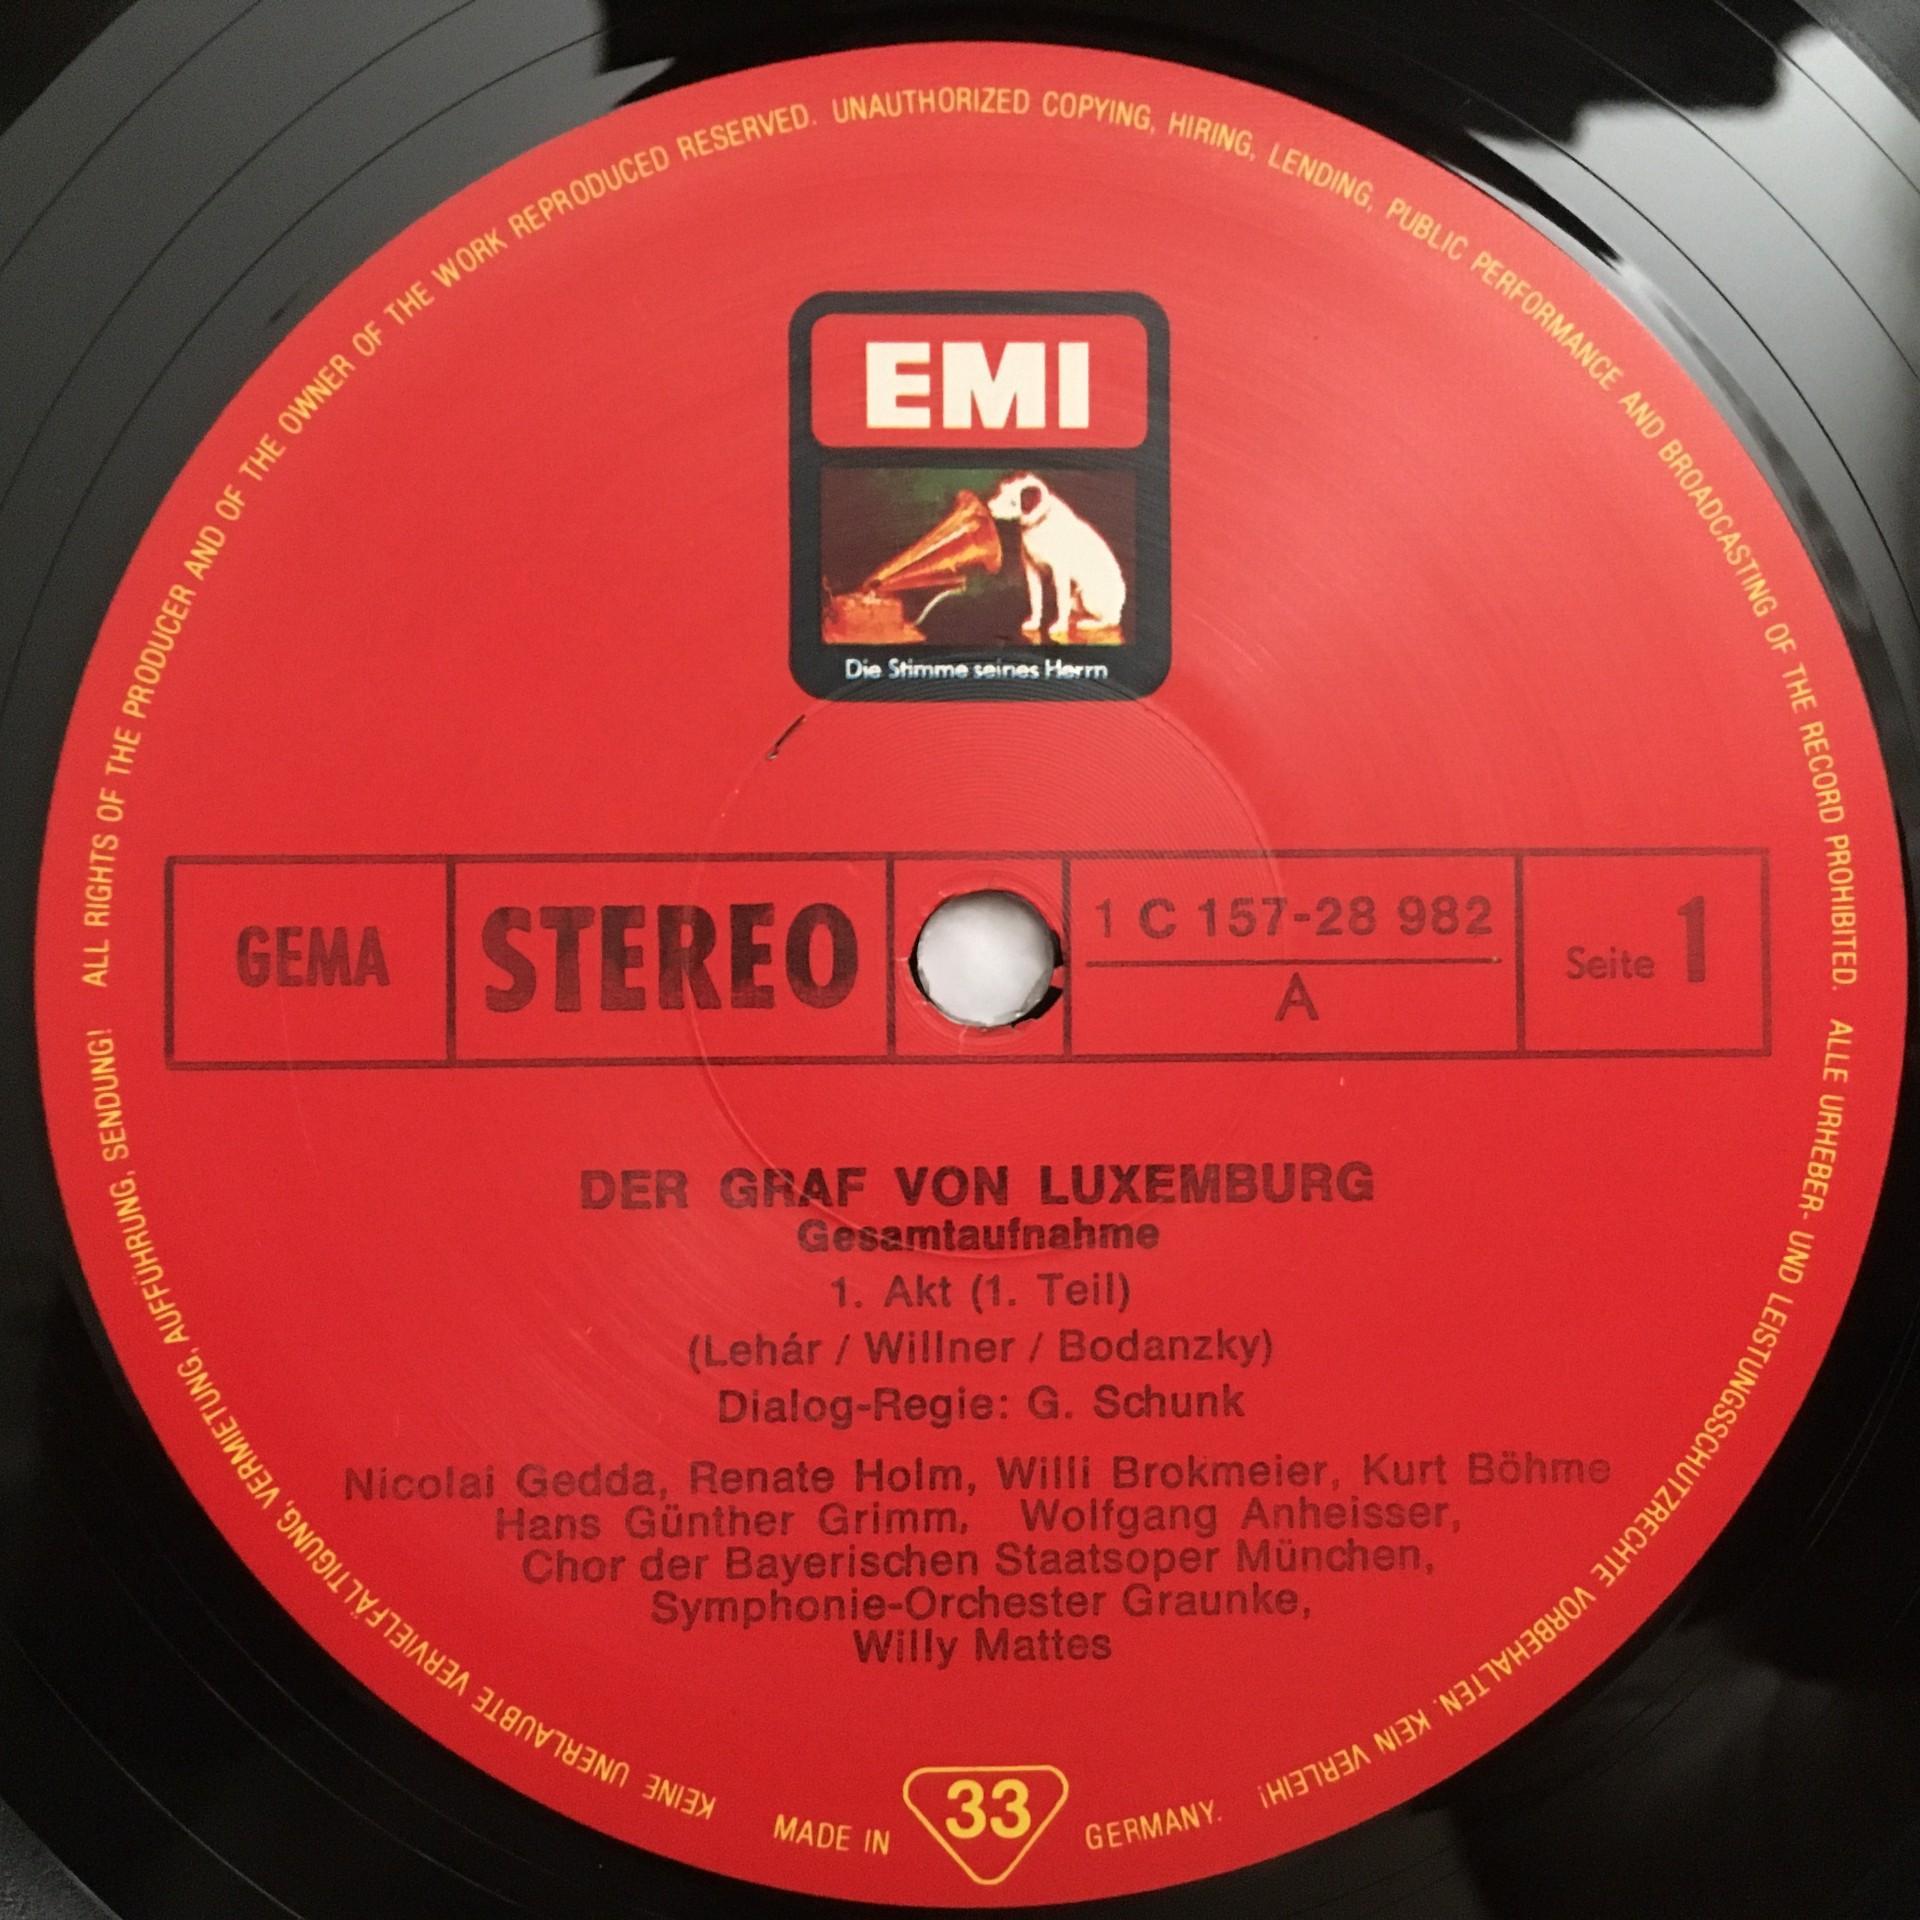 ALL RIGHTS OF THE PRODUCER AND OF THE OWNER OF THE WORK REPRODUCED RESERVED. UNAUTHORIZED COPYING, HIRING, LENDING, PUBLIC PERFORMANCE AND BROADCASTING OF THE RECORD PROHIBITED.
EMI
Die Stimme seines Herrn
GEMA
STEREO
1 C 157-28 982
A
Seite 1
DER GRAF VON LUXEMBURG
Gesamtaufnahme
1. Akt (1. Teil)
(Lehár / Willner / Bodanzky)
Dialog-Regie: G. Schunk
Nicolai Gedda, Renate Holm, Willi Brokmeier, Kurt Böhme
Hans Günther Grimm, Wolfgang Anheisser,
Chor der Bayerischen Staatsoper München,
Symphonie-Orchester Graunke,
Willy Mattes
ALLE URHEBER- UND LEISTUNGSSCHUTZRECHTE VORBEHALTEN. KEIN VERLEIH!
KEINE UNERLAUBTE VERVIELFÄLTIGUNG, VERMIETUNG, AUFFÜHRUNG, SENDUNG!
MADE IN 33 GERMANY.